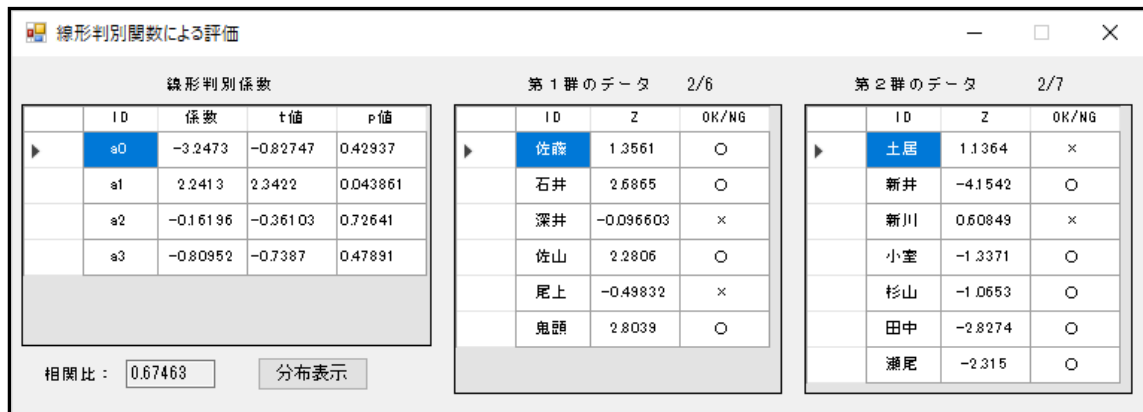 線形判別関数による評価
線形判別係数
ID 係数 t値 p値
a0 -3.2473 -0.82747 0.42937
a1 2.2413 2.3422 0.043861
a2 -0.16196 -0.36103 0.72641
a3 -0.80952 -0.7387 0.47891
相関比： 0.67463 分布表示
第１群のデータ 2/6
ID Z OK/NG
佐藤 1.3561 ○
石井 2.6865 ○
深井 -0.096603 ×
佐山 2.2806 ○
尾上 -0.49832 ×
鬼頭 2.8039 ○
第２群のデータ 2/7
ID Z OK/NG
土居 1.1364 ×
新井 -4.1542 ○
新川 0.60849 ×
小室 -1.3371 ○
杉山 -1.0653 ○
田中 -2.8274 ○
瀬尾 -2.315 ○